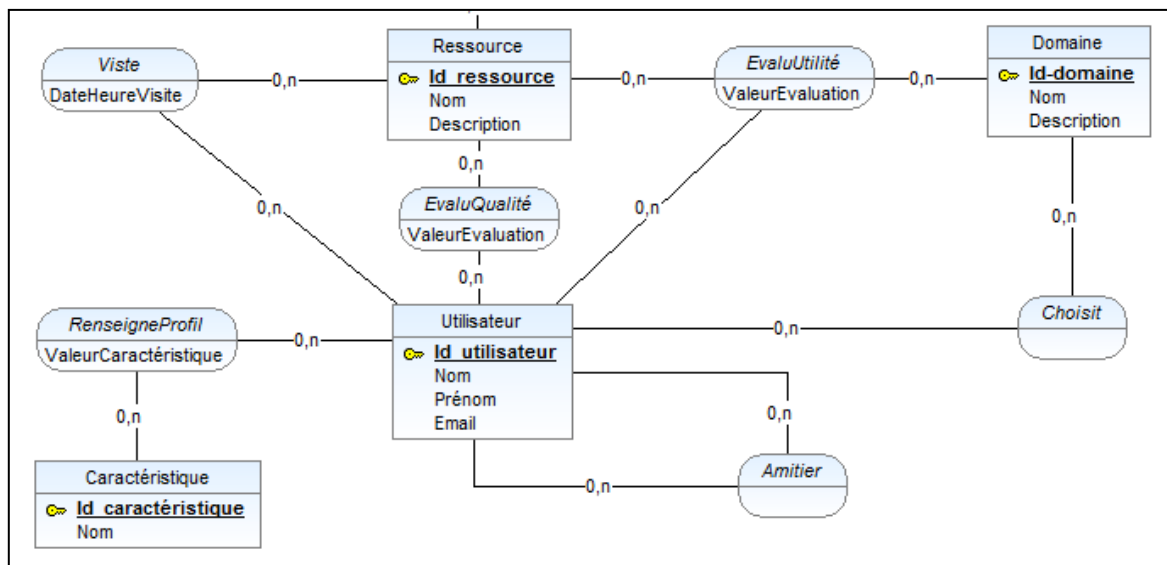 Viste
DateHeureVisite
0,n
Ressource
Id_ressource
Nom
Description
0,n
EvaluUtilité
ValeurEvaluation
0,n
Domaine
Id-domaine
Nom
Description
0,n
0,n
EvaluQualité
ValeurEvaluation
0,n
0,n
0,n
0,n
RenseigneProfil
ValeurCaractéristique
0,n
Utilisateur
Id_utilisateur
Nom
Prénom
Email
0,n
Choisit
0,n
0,n
Caractéristique
Id_caractéristique
Nom
0,n
Amitier